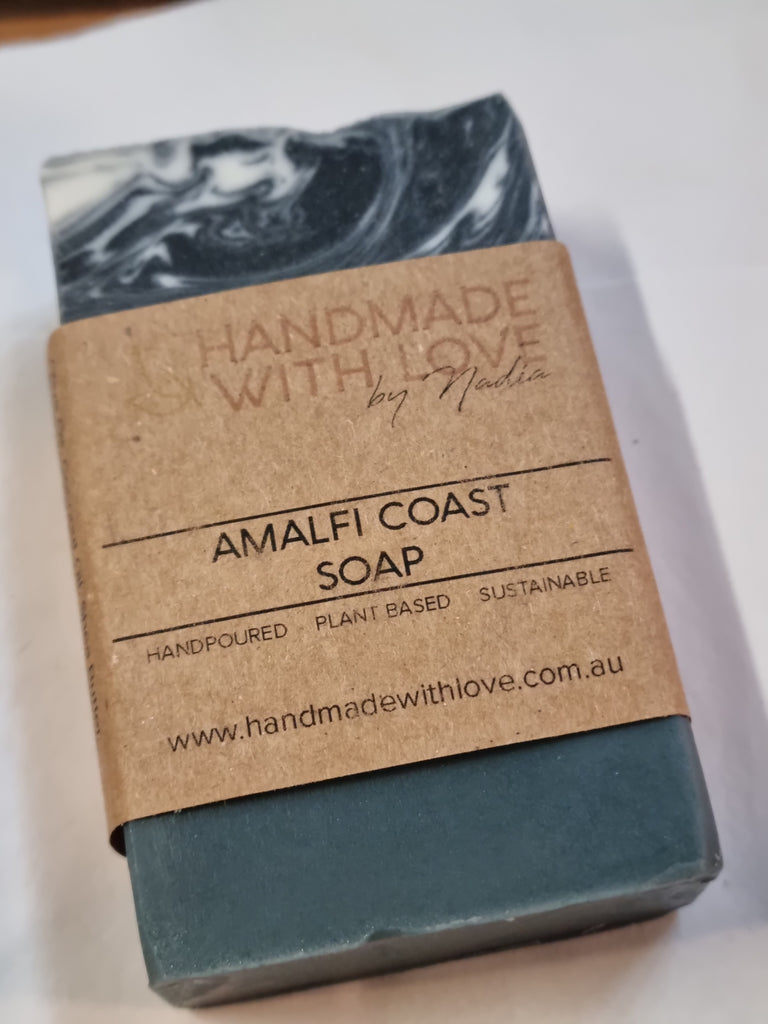 HANDMADE
WITH LOVE
by Nadia
AMALFI COAST
SOAP
HANDPOURED PLANT BASED SUSTAINABLE
www.handmadewithlove.com.au